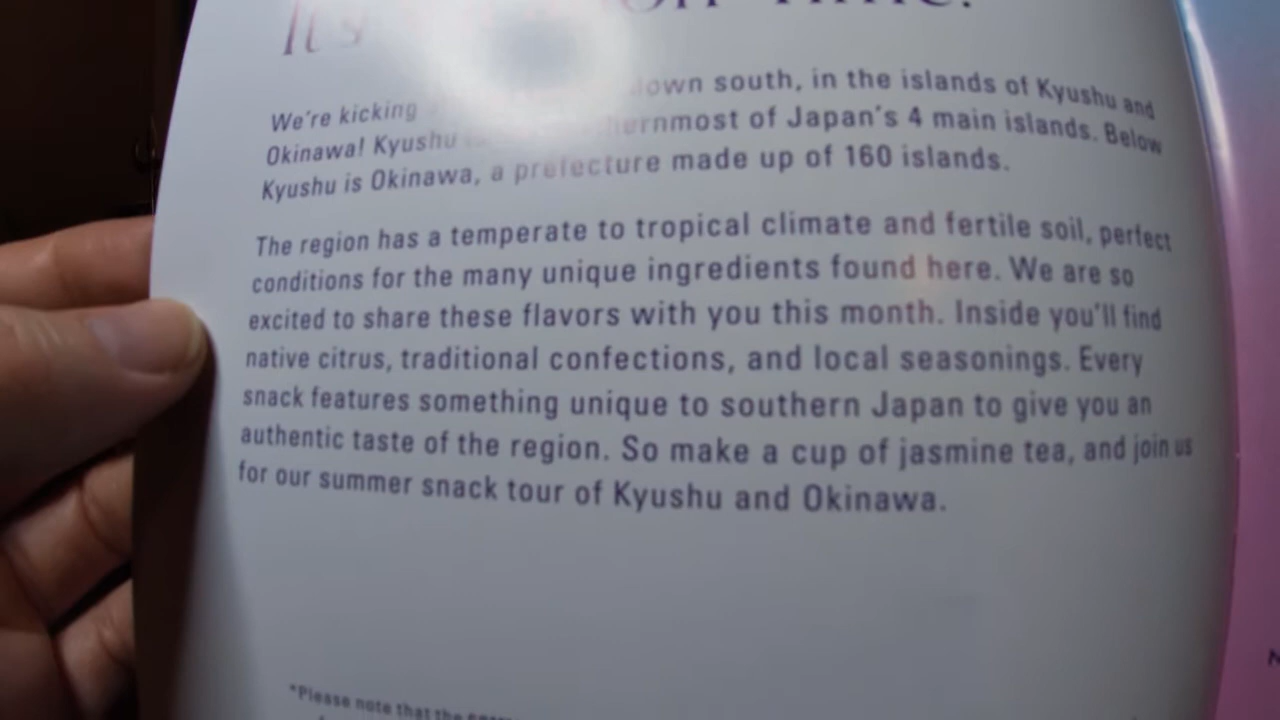 It's on Time.
We're kicking down south, in the islands of Kyushu and
Okinawa! Kyushu southernmost of Japan's 4 main islands. Below
Kyushu is Okinawa, a prefecture made up of 160 islands.
The region has a temperate to tropical climate and fertile soil, perfect
conditions for the many unique ingredients found here. We are so
excited to share these flavors with you this month. Inside you'll find
native citrus, traditional confections, and local seasonings. Every
snack features something unique to southern Japan to give you an
authentic taste of the region. So make a cup of jasmine tea, and join us
for our summer snack tour of Kyushu and Okinawa.
*Please note that the